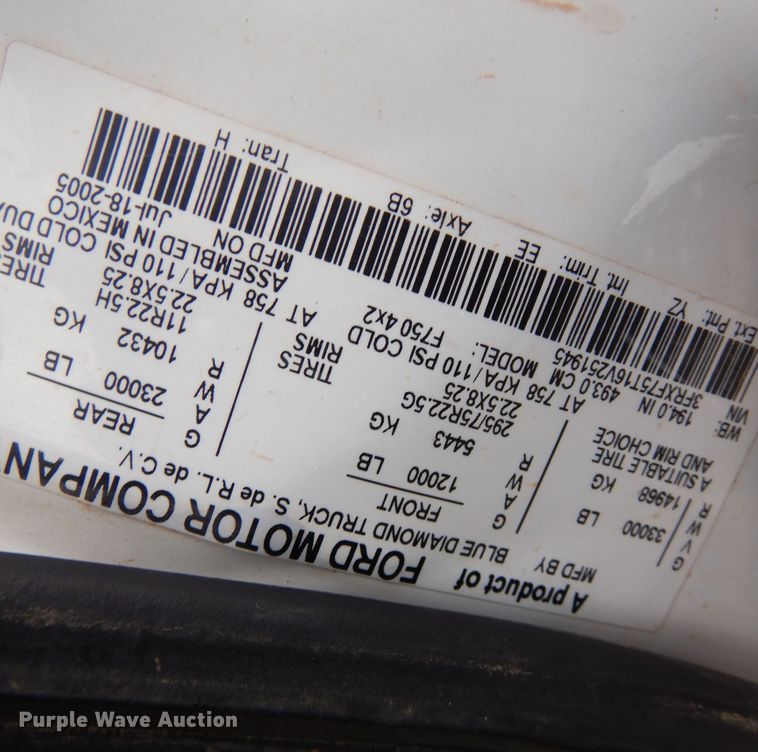 A product of
FORD MOTOR COMPANY
MFD BY BLUE DIAMOND TRUCK, S. de R.L. de C.V.
GVWR 33000 LB 14968 KG
A SUITABLE TIRE AND RIM CHOICE
FRONT
GAWR 12000 LB 5443 KG
295/75R22.5G TIRES
22.5X8.25 RIMS
AT 758 KPA/110 PSI COLD
REAR
GAWR 23000 LB 10432 KG
11R22.5H TIRES
22.5X8.25 RIMS
AT 758 KPA/110 PSI COLD
WB: 194.0 IN 493.0 CM MODEL: F750 4x2
ASSEMBLED IN MEXICO
VIN 3FRXF75T16V251945
MFD ON Jul-18-2005
Ext. Pnt: YZ Int. Trim: EE Axle: 6B Tran: H
Purple Wave Auction